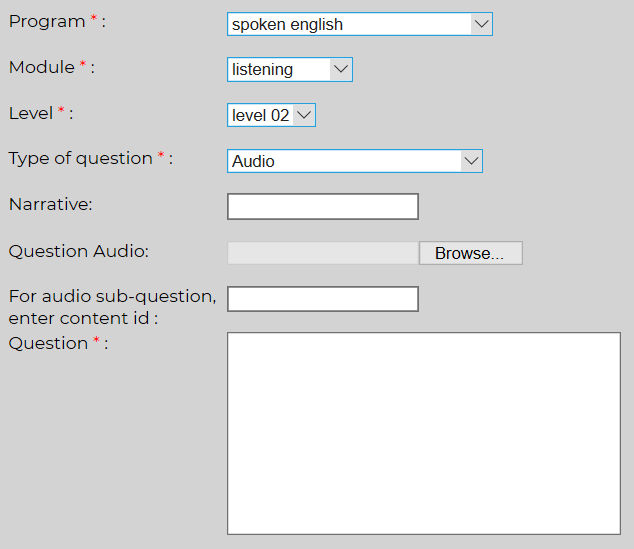 Program * : spoken english
Module * : listening
Level * : level 02
Type of question * : Audio
Narrative:
Question Audio: Browse...
For audio sub-question,
enter content id :
Question * :